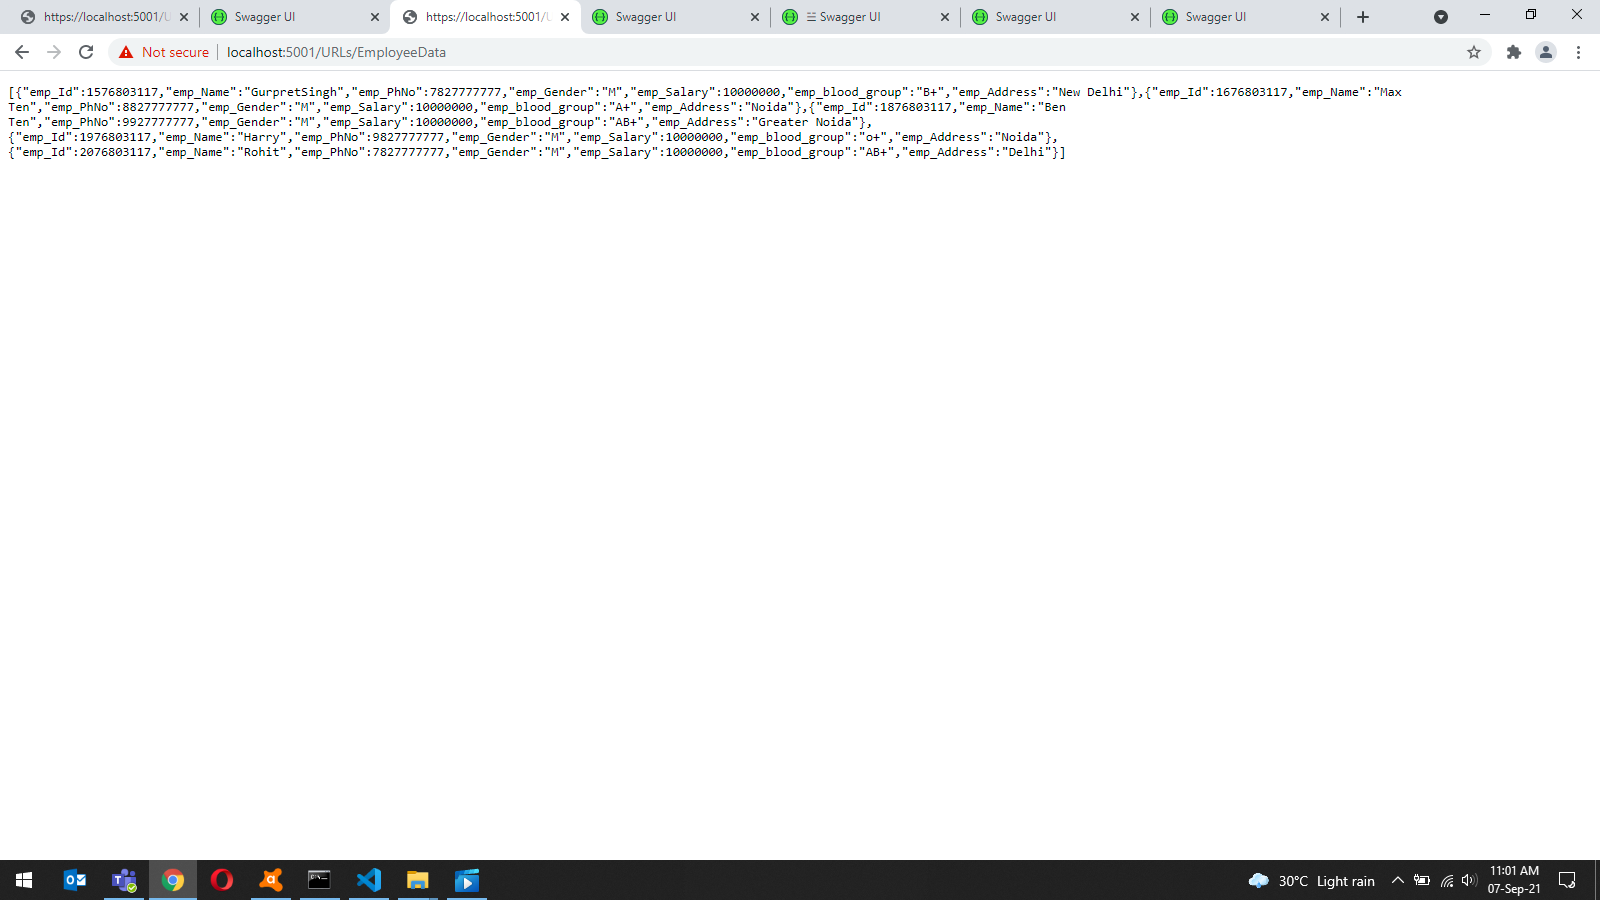 https://localhost:5001/U
Swagger UI
https://localhost:5001/U
Swagger UI
☱ Swagger UI
Swagger UI
Swagger UI
Not secure
localhost:5001/URLs/EmployeeData
[{"emp_Id":1576803117,"emp_Name":"GurpretSingh","emp_PhNo":7827777777,"emp_Gender":"M","emp_Salary":10000000,"emp_blood_group":"B+","emp_Address":"New Delhi"},{"emp_Id":1676803117,"emp_Name":"Max
Ten","emp_PhNo":8827777777,"emp_Gender":"M","emp_Salary":10000000,"emp_blood_group":"A+","emp_Address":"Noida"},{"emp_Id":1876803117,"emp_Name":"Ben
Ten","emp_PhNo":9927777777,"emp_Gender":"M","emp_Salary":10000000,"emp_blood_group":"AB+","emp_Address":"Greater Noida"},
{"emp_Id":1976803117,"emp_Name":"Harry","emp_PhNo":9827777777,"emp_Gender":"M","emp_Salary":10000000,"emp_blood_group":"o+","emp_Address":"Noida"},
{"emp_Id":2076803117,"emp_Name":"Rohit","emp_PhNo":7827777777,"emp_Gender":"M","emp_Salary":10000000,"emp_blood_group":"AB+","emp_Address":"Delhi"}]
30°C Light rain
11:01 AM
07-Sep-21